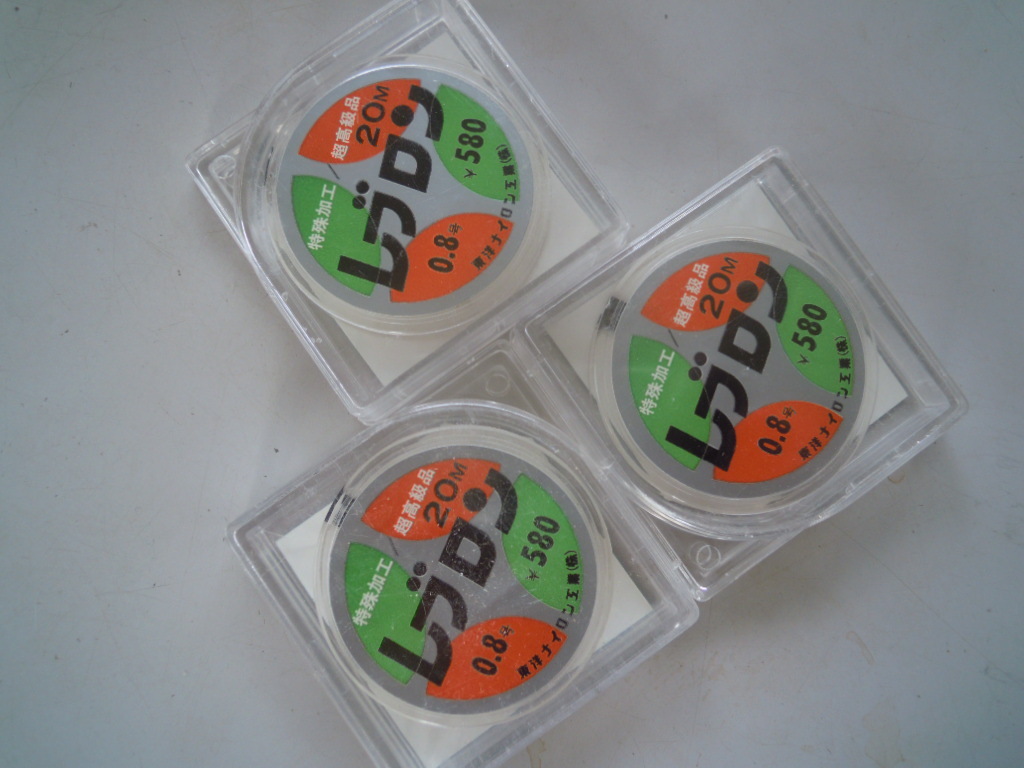 超高級品
20M
特殊加工
レグロン
¥580
0.8号
東洋ナイロン工業(株)
超高級品
20M
特殊加工
レグロン
¥580
0.8号
東洋ナイロン工業(株)
超高級品
20M
特殊加工
レグロン
¥580
0.8号
東洋ナイロン工業(株)